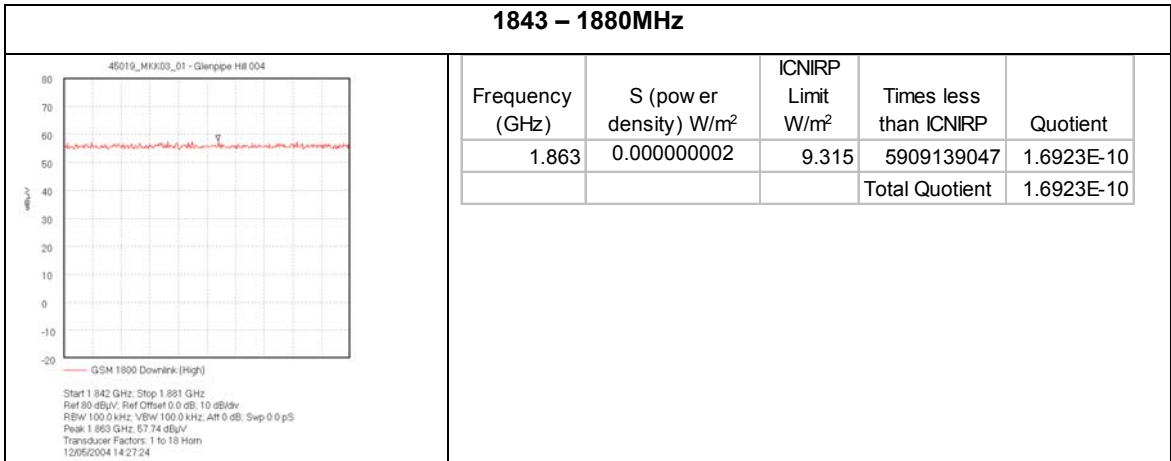 1843 – 1880MHz
45019_MKK03_01 - Glenpipe Hill 004
80
70
60
50
40
30
20
10
0
-10
-20
dBµV
GSM 1800 Downlink (High)
Start 1.842 GHz; Stop 1.881 GHz
Ref 80 dBµV; Ref Offset 0.0 dB; 10 dB/div
RBW 100.0 kHz; VBW 100.0 kHz; Att 0 dB; Swp 0.0 pS
Peak 1.863 GHz, 57.74 dBµV
Transducer Factors: 1 to 18 Horn
12/05/2004 14:27:24
Frequency (GHz) S (pow er density) W/m² ICNIRP Limit W/m² Times less than ICNIRP Quotient
1.863 0.000000002 9.315 5909139047 1.6923E-10
Total Quotient 1.6923E-10